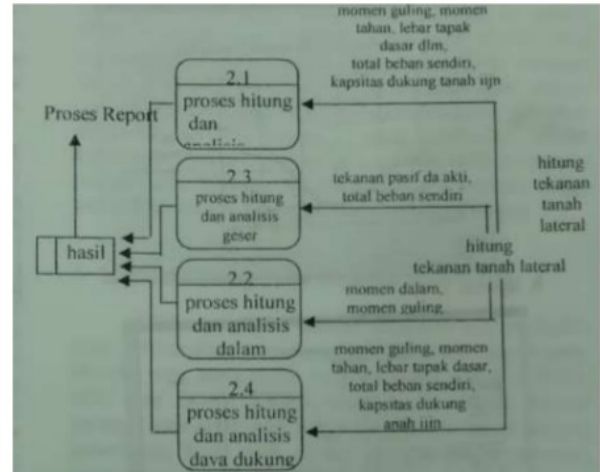 momen guling, momen
tahan, lebar tapak
dasar dlm,
total beban sendiri,
kapsitas dukung tanah iijn
2.1
proses hitung
dan
Proses Report
2.3
proses hitung
dan analisis
geser
tekanan pasif da akti,
total beban sendiri
hitung
tekanan
tanah
lateral
hasil
hitung
tekanan tanah lateral
2.2
proses hitung
dan analisis
dalam
momen dalam,
momen guling
momen guling, momen
tahan, lebar tapak dasar,
total beban sendiri,
kapsitas dukung
anah iijn
2.4
proses hitung
dan analisis
daya dukung